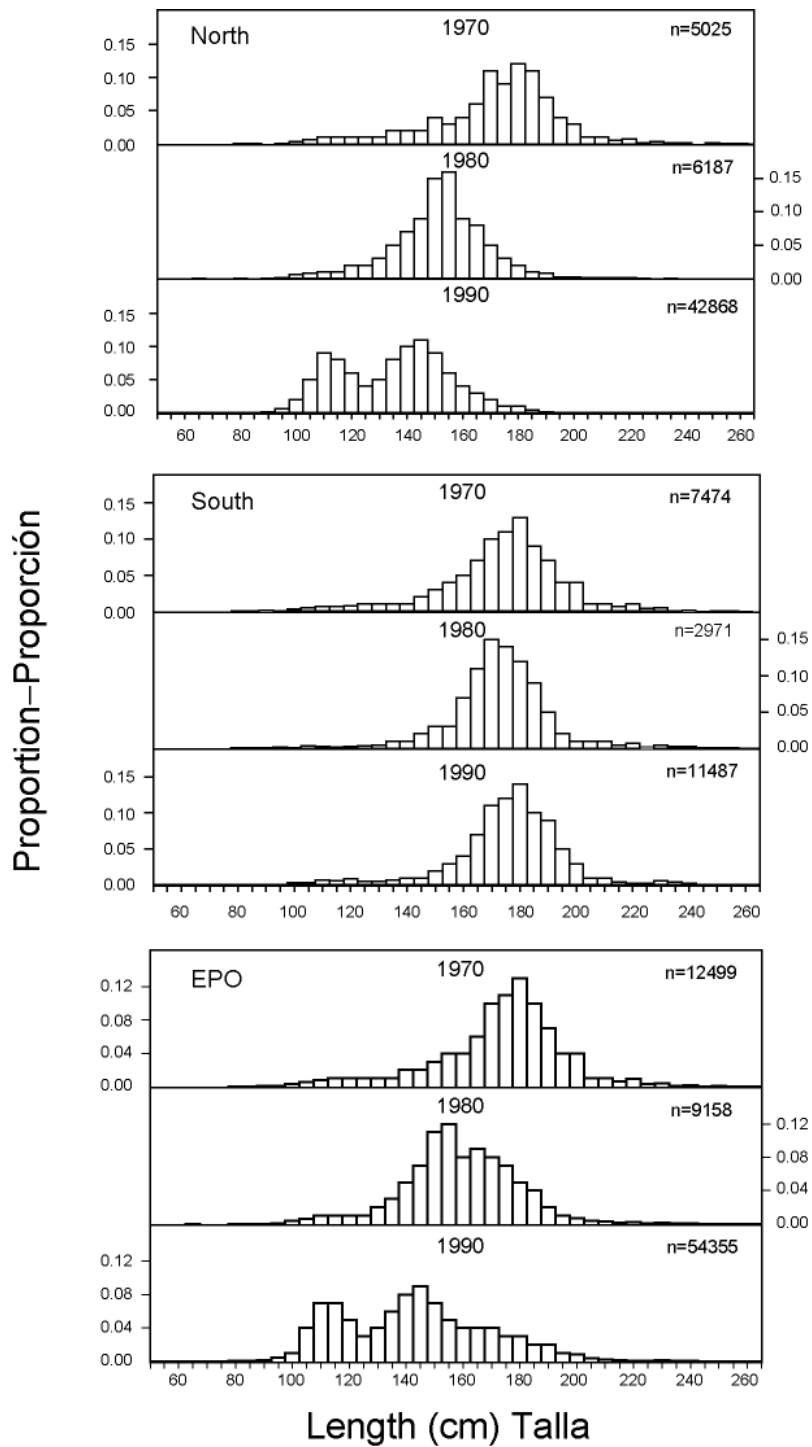 North 1970 n=5025
0.15
0.10
0.05
0.00
1980 n=6187
0.15
0.10
0.05
0.00
1990 n=42868
0.15
0.10
0.05
0.00
60 80 100 120 140 160 180 200 220 240 260
South 1970 n=7474
0.15
0.10
0.05
0.00
1980 n=2971
0.15
0.10
0.05
0.00
1990 n=11487
0.15
0.10
0.05
0.00
60 80 100 120 140 160 180 200 220 240 260
EPO 1970 n=12499
0.12
0.08
0.04
0.00
1980 n=9158
0.12
0.08
0.04
0.00
1990 n=54355
0.12
0.08
0.04
0.00
60 80 100 120 140 160 180 200 220 240 260
Proportion–Proporción
Length (cm) Talla